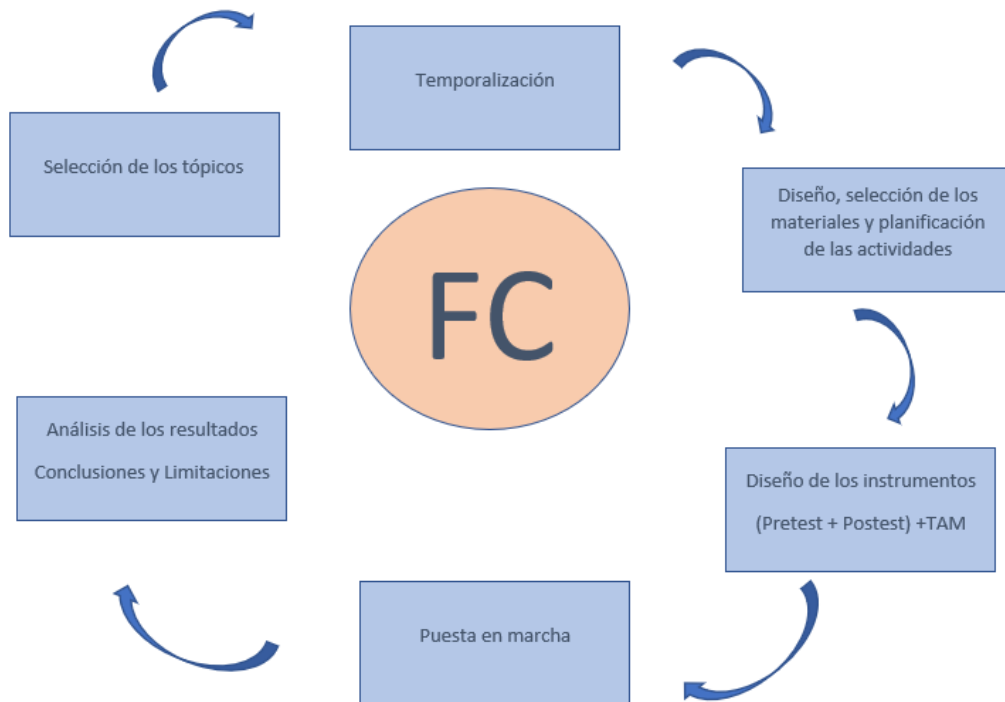 Temporalización
Selección de los tópicos
Diseño, selección de los
materiales y planificación
de las actividades
FC
Análisis de los resultados
Conclusiones y Limitaciones
Diseño de los instrumentos
(Pretest + Postest) +TAM
Puesta en marcha